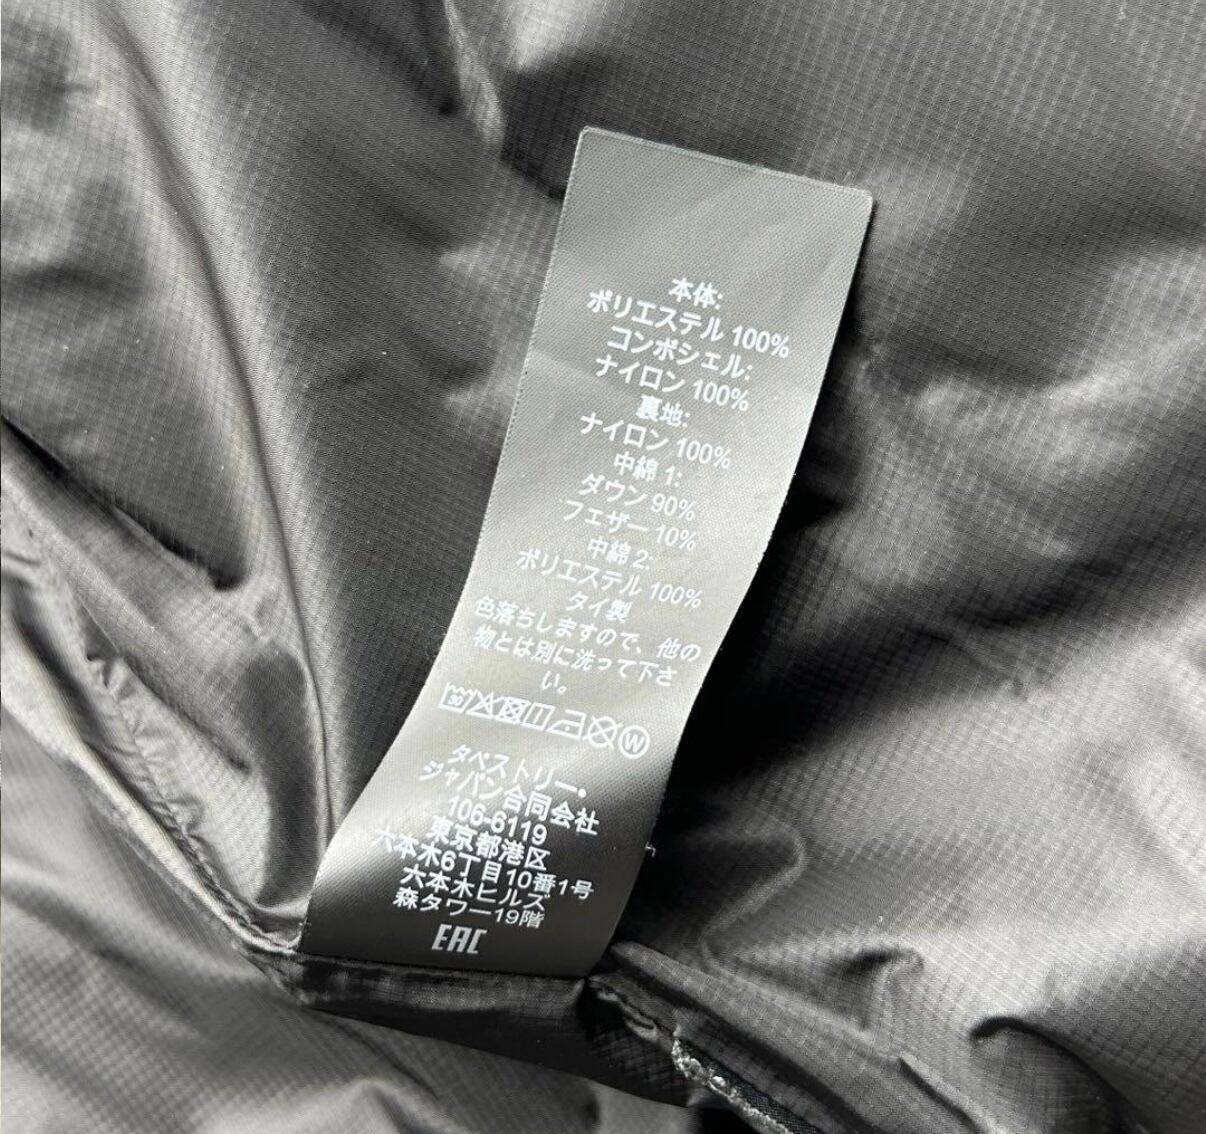 本体:
ポリエステル 100%
コンポシェル:
ナイロン 100%
裏地:
ナイロン 100%
中綿 1:
ダウン 90%
フェザー 10%
中綿 2:
ポリエステル 100%
タイ製
色落ちしますので、他の
物とは別に洗って下さ
い。
30 W
タペストリー・
ジャパン合同会社
106-6119
東京都港区
六本木6丁目10番1号
六本木ヒルズ
森タワー19階
EAC